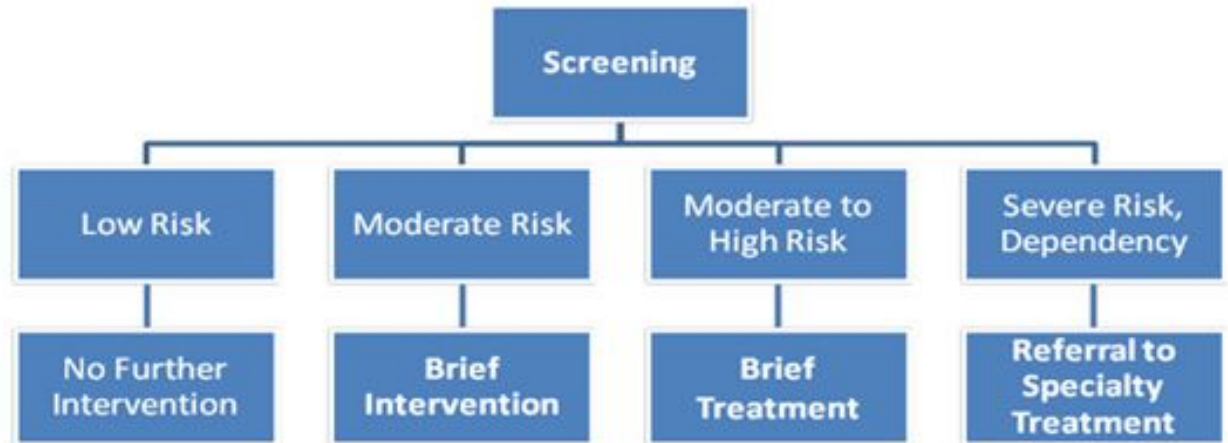 Screening
Low Risk
Moderate Risk
Moderate to
High Risk
Severe Risk,
Dependency
No Further
Intervention
Brief
Intervention
Brief
Treatment
Referral to
Specialty
Treatment